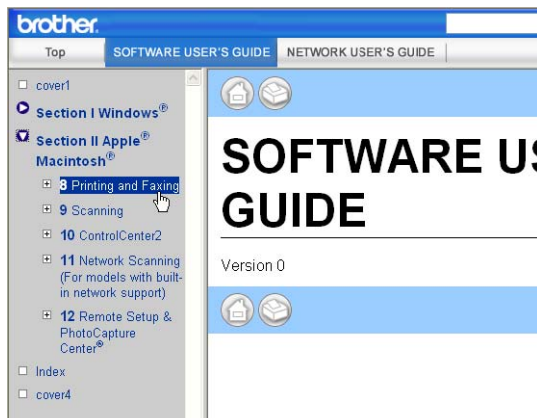 brother.
Top
SOFTWARE USER'S GUIDE
NETWORK USER'S GUIDE
cover1
Section I Windows®
Section II Apple®
Macintosh®
8 Printing and Faxing
9 Scanning
10 ControlCenter2
11 Network Scanning
(For models with built-
in network support)
12 Remote Setup &
PhotoCapture
Center®
Index
cover4
SOFTWARE US
GUIDE
Version 0